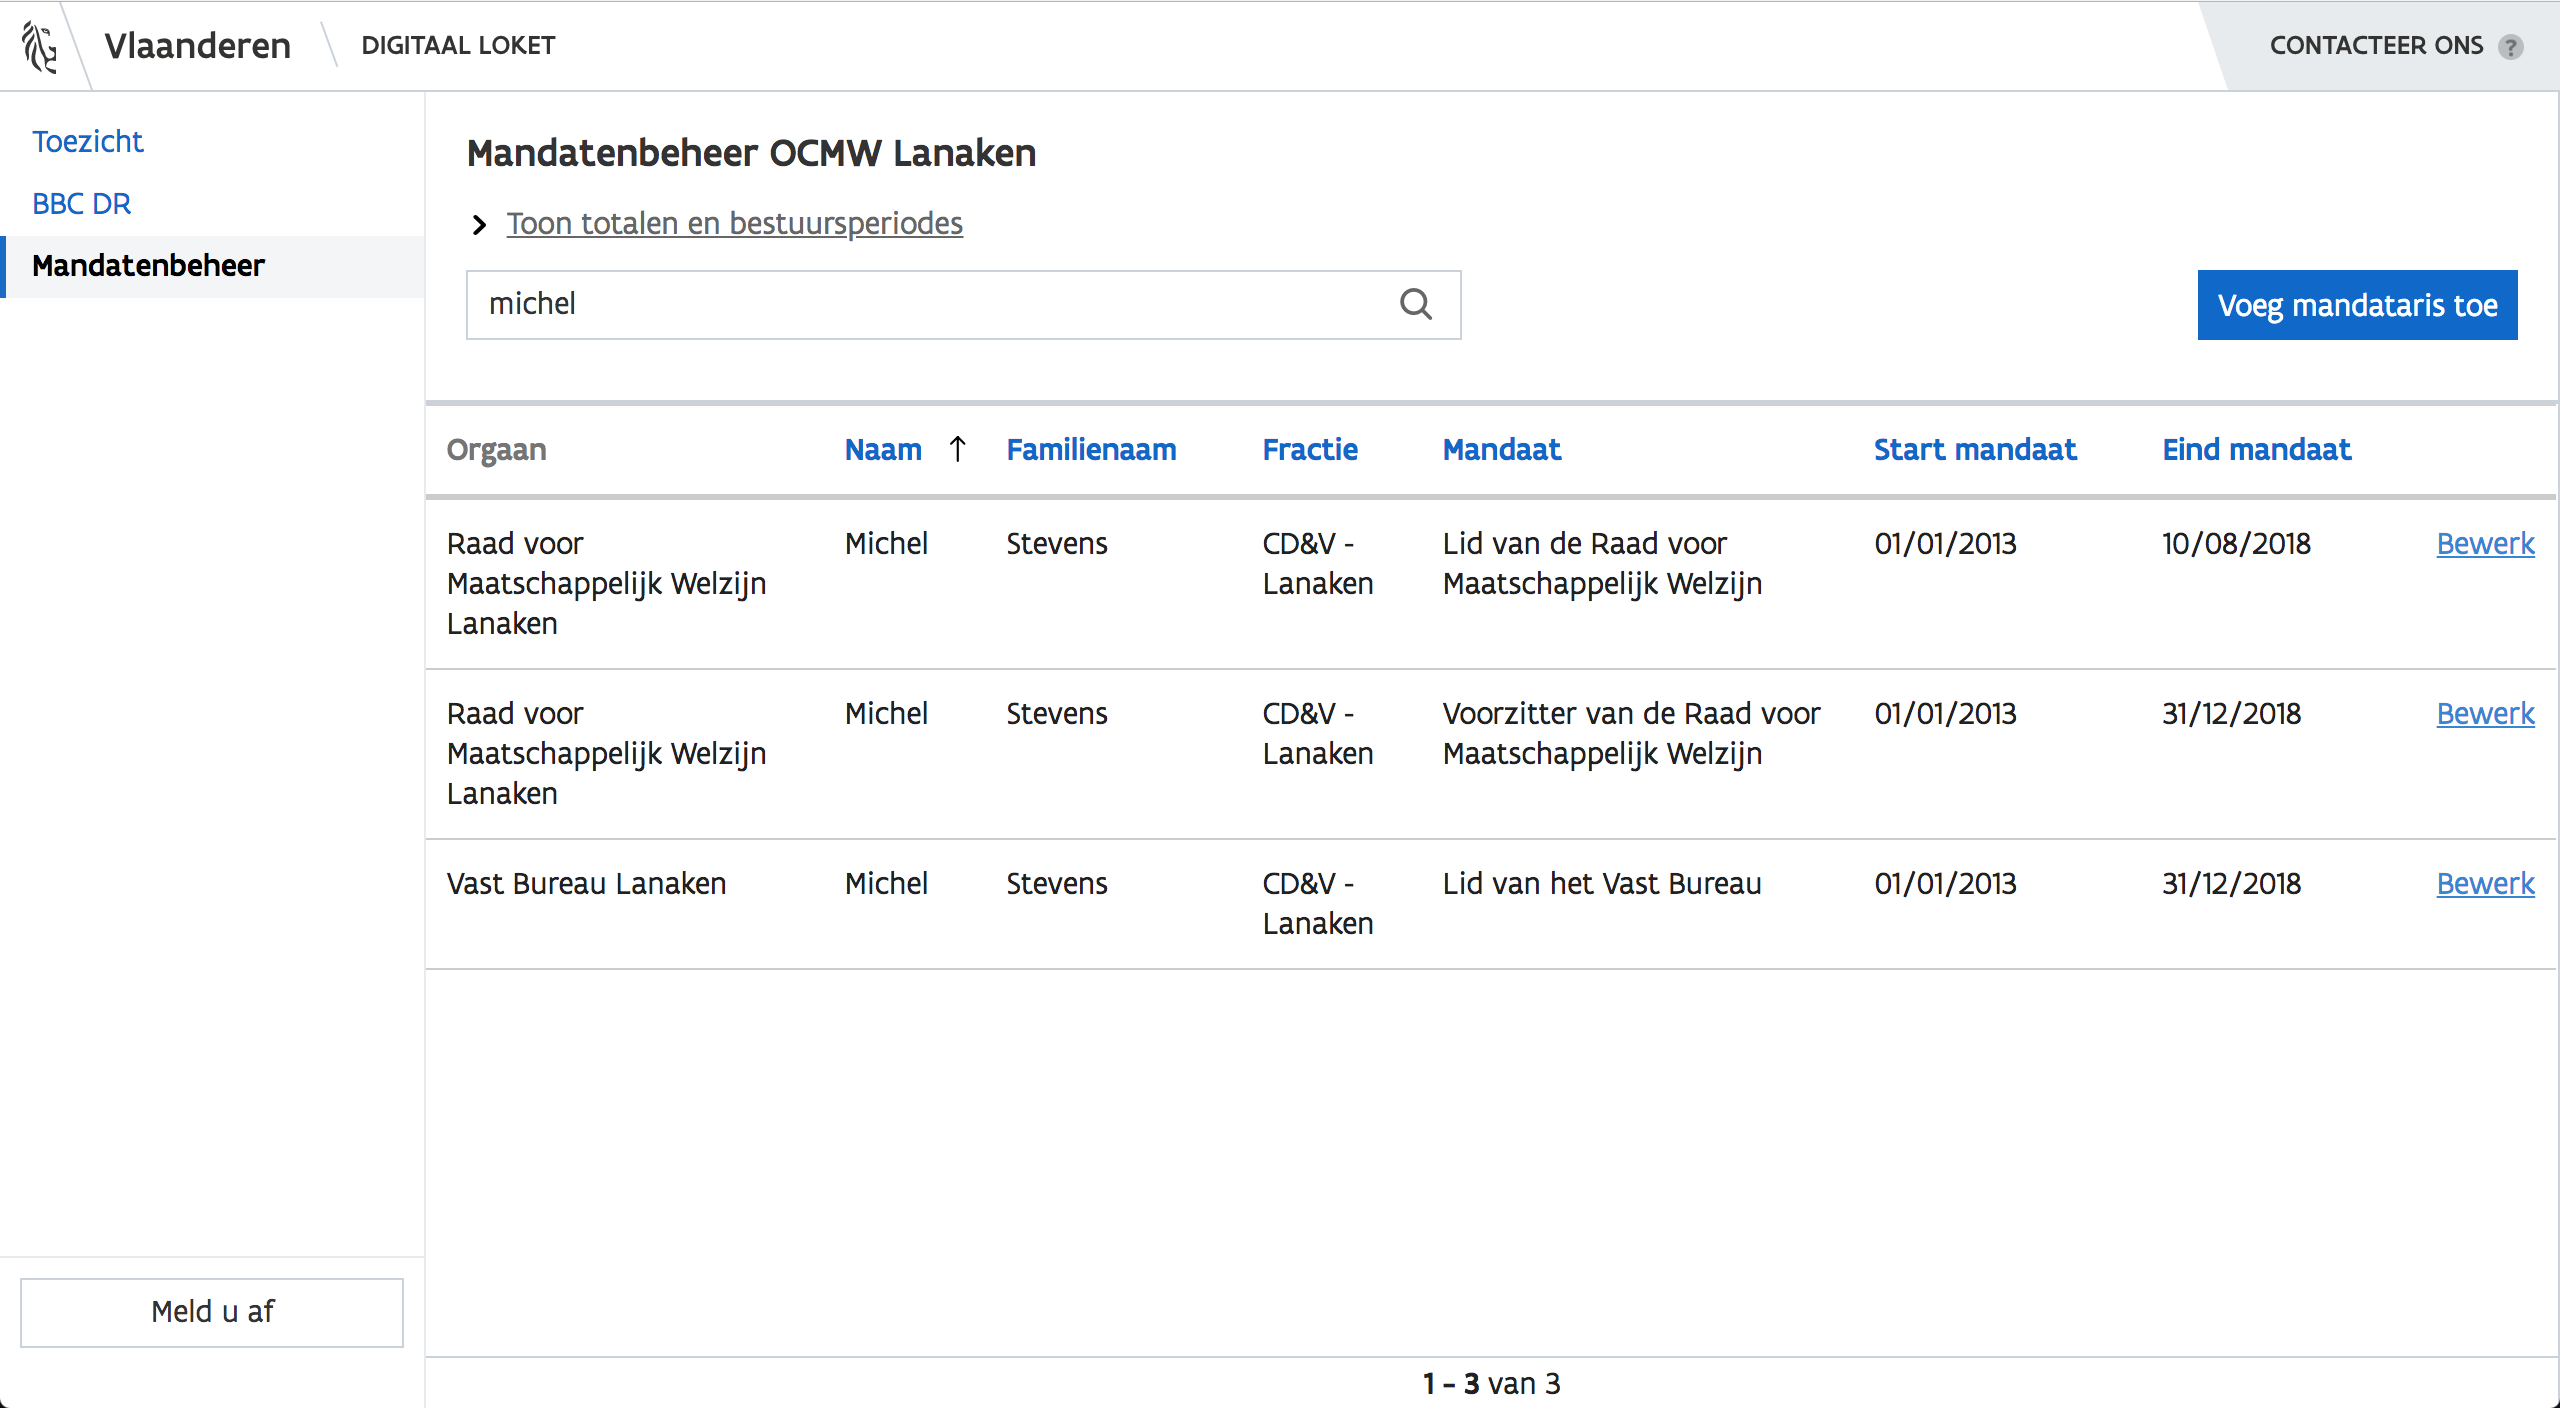 Vlaanderen
DIGITAAL LOKET
CONTACTEER ONS ?
Toezicht
BBC DR
Mandatenbeheer
Mandatenbeheer OCMW Lanaken
Toon totalen en bestuursperiodes
michel
Voeg mandataris toe
Orgaan Naam ↑ Familienaam Fractie Mandaat Start mandaat Eind mandaat
Raad voor Michel Stevens CD&V - Lid van de Raad voor 01/01/2013 10/08/2018 Bewerk
Maatschappelijk Welzijn Lanaken Maatschappelijk Welzijn
Lanaken
Raad voor Michel Stevens CD&V - Voorzitter van de Raad voor 01/01/2013 31/12/2018 Bewerk
Maatschappelijk Welzijn Lanaken Maatschappelijk Welzijn
Lanaken
Vast Bureau Lanaken Michel Stevens CD&V - Lid van het Vast Bureau 01/01/2013 31/12/2018 Bewerk
Lanaken
Meld u af
1 - 3 van 3